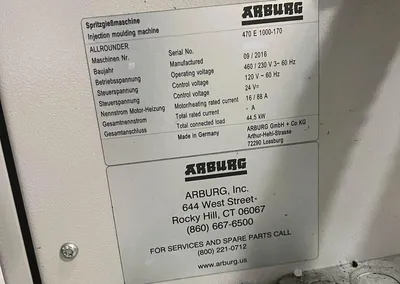 ARBURG
Spritzgießmaschine
Injection moulding machine 470 E 1000-170
ALLROUNDER
Maschinen Nr. Serial No.
Baujahr Manufactured 09 / 2016
Betriebsspannung Operating voltage 460 / 230 V 3~ 60 Hz
Steuerspannung Control voltage 120 V ~ 60 Hz
Steuerspannung Control voltage 24 V=
Nennstrom Motor-Heizung Motor/heating rated current 16 / 88 A
Gesamtnennstrom Total rated current - A
Gesamtanschluss Total connected load 44,5 kW
Made in Germany ARBURG GmbH + Co KG
Arthur-Hehl-Strasse
72290 Lossburg
ARBURG
ARBURG, Inc.
644 West Street
Rocky Hill, CT 06067
(860) 667-6500
FOR SERVICES AND SPARE PARTS CALL
(800) 221-0712
www.arburg.us